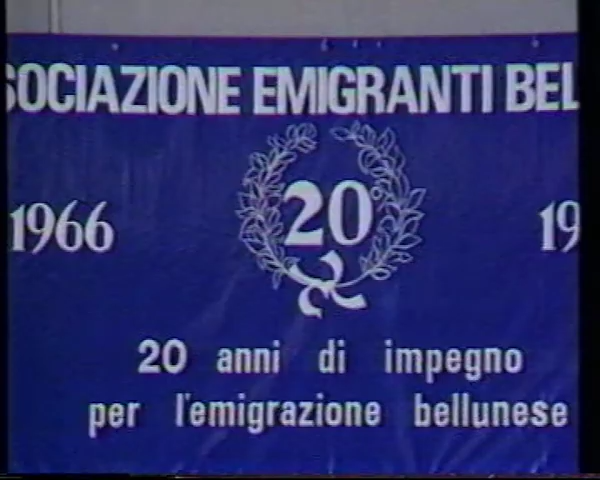 SOCIAZIONE EMIGRANTI BEL
1966
20°
19
20 anni di impegno
per l'emigrazione bellunese